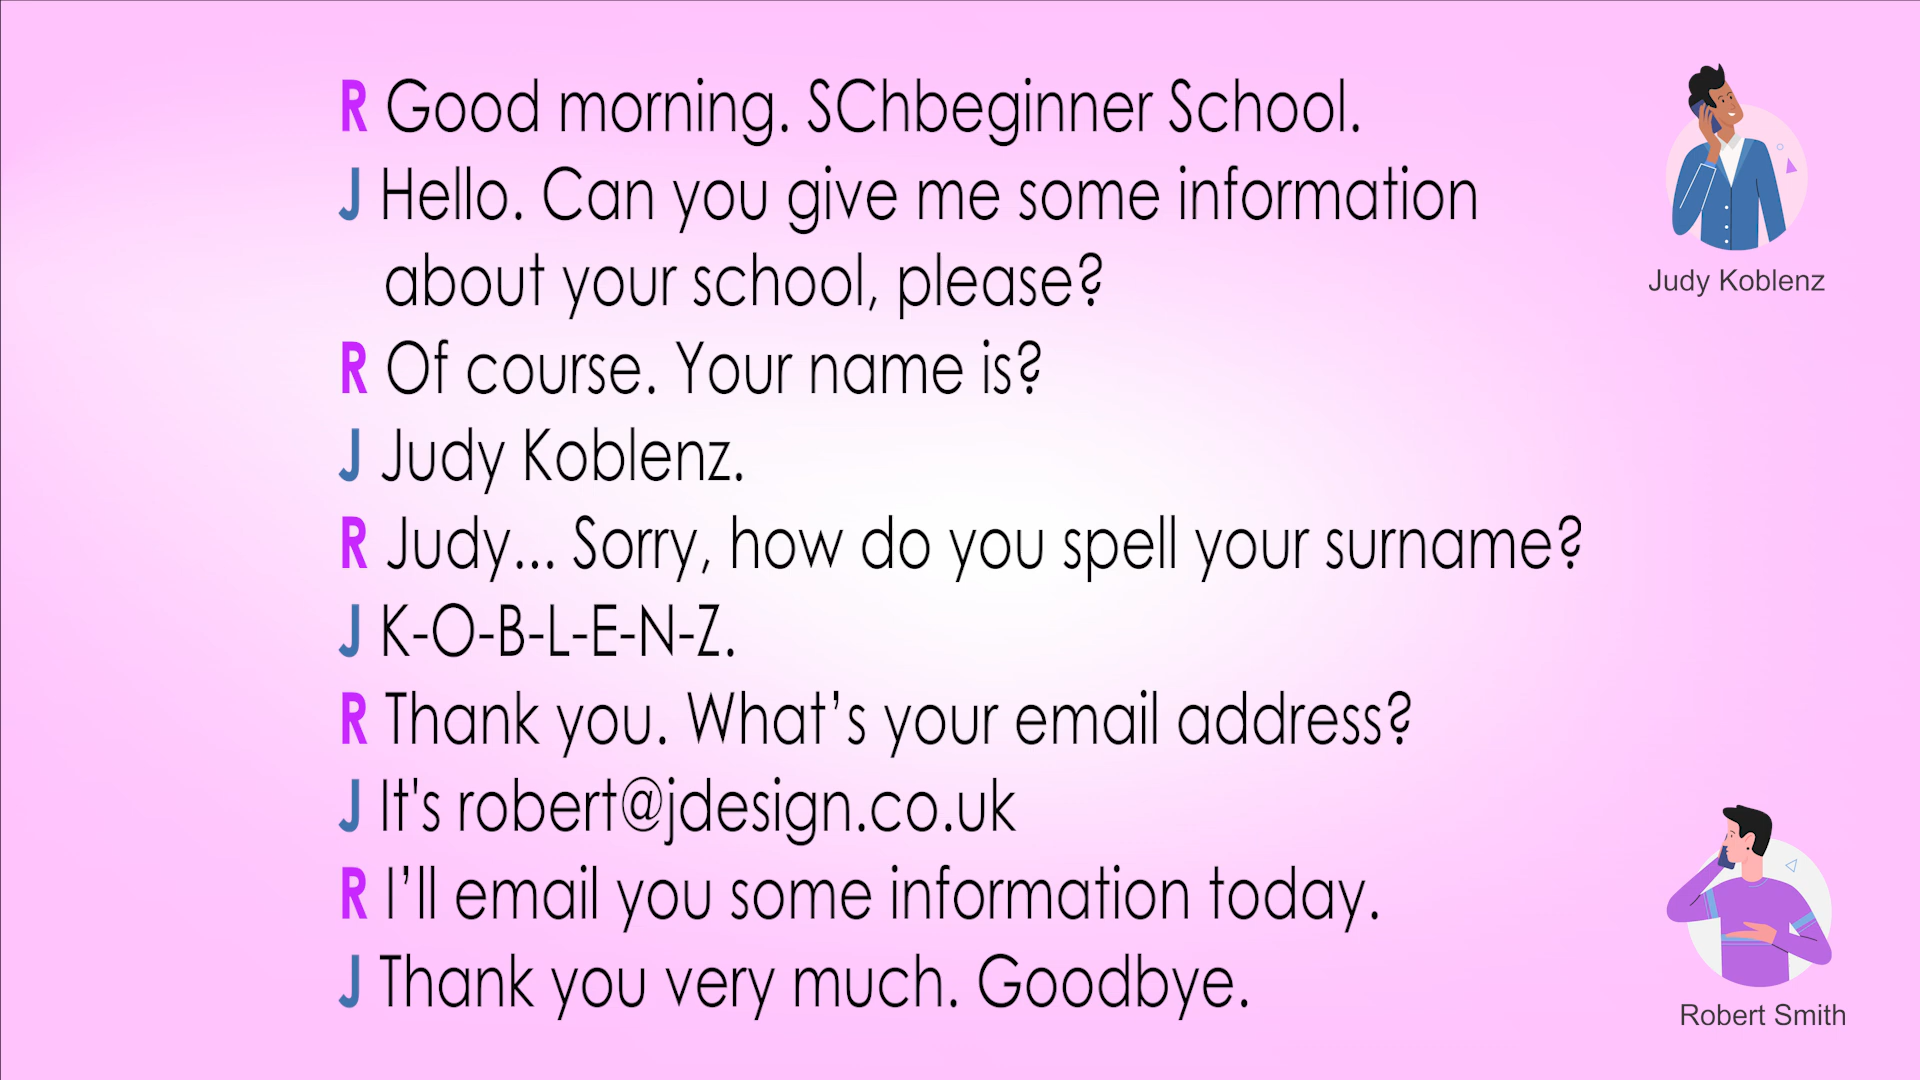 R Good morning. SChbeginner School.
J Hello. Can you give me some information
about your school, please?
R Of course. Your name is?
J Judy Koblenz.
R Judy... Sorry, how do you spell your surname?
J K-O-B-L-E-N-Z.
R Thank you. What’s your email address?
J It's robert@jdesign.co.uk
R I’ll email you some information today.
J Thank you very much. Goodbye.
Judy Koblenz
Robert Smith